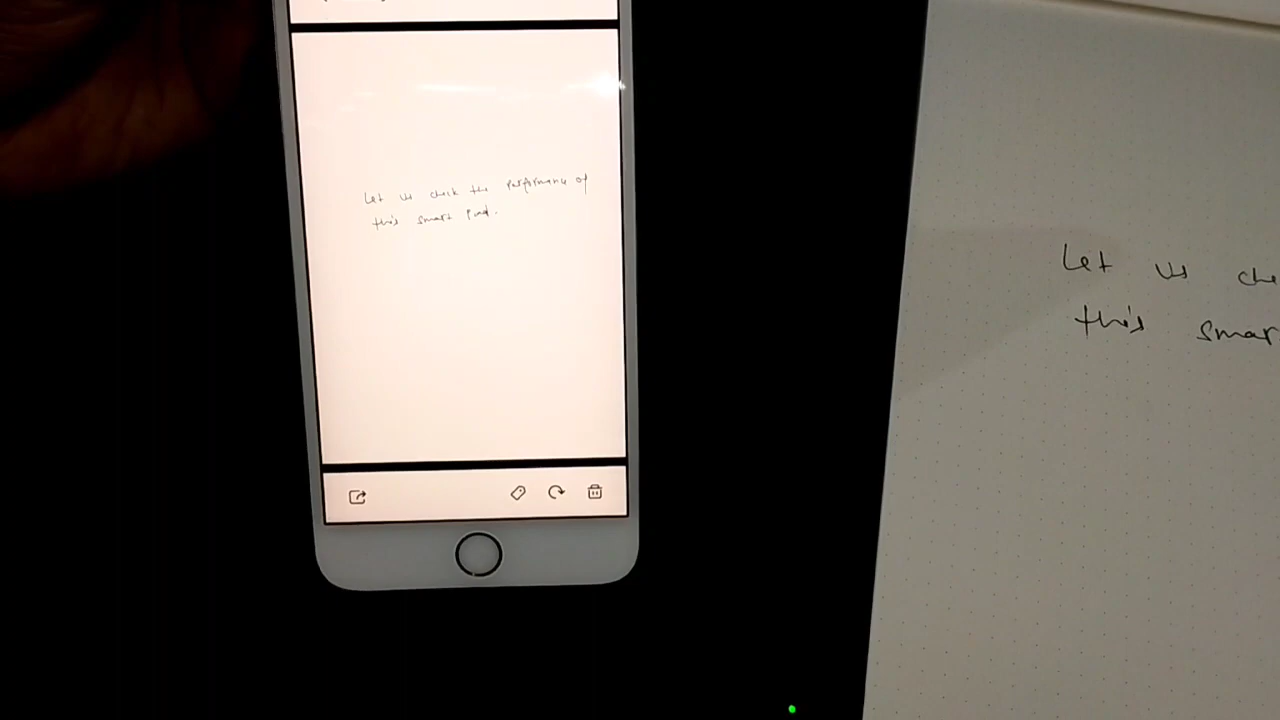 Let us check the performance of
this smart pad.
Let us che
this smar